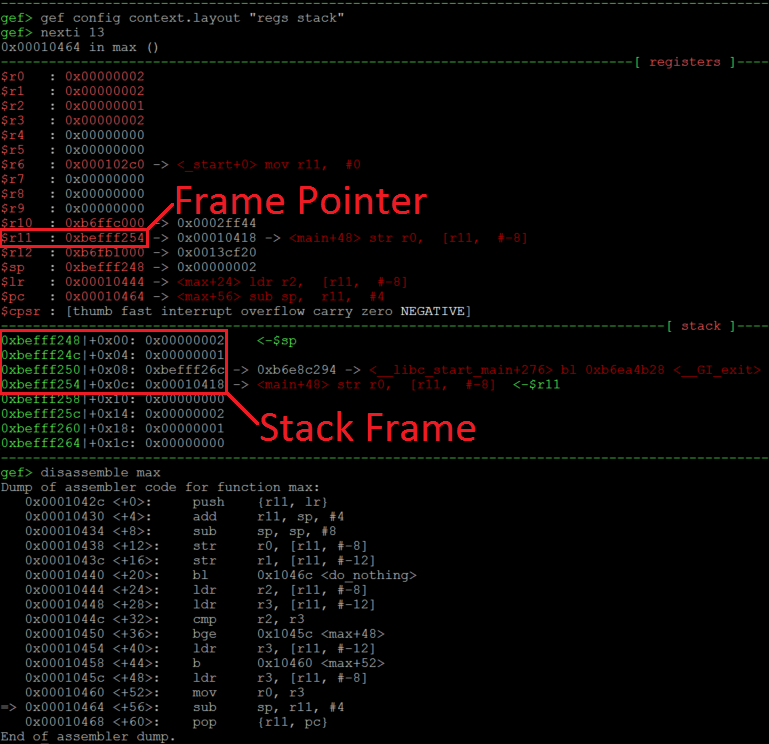 gef> gef config context.layout "regs stack"
gef> nexti 13
0x00010464 in max ()
[ registers ]
$r0   : 0x00000002
$r1   : 0x00000002
$r2   : 0x00000001
$r3   : 0x00000002
$r4   : 0x00000000
$r5   : 0x00000000
$r6   : 0x000102c0 -> <_start+0> mov r11,  #0
$r7   : 0x00000000
$r8   : 0x00000000
$r9   : 0x00000000
Frame Pointer
$r10  : 0xb6ffc000 -> 0x0002ff44
$r11  : 0xbefff254 -> 0x00010418 -> <main+48> str r0,  [r11,  #-8]
$r12  : 0xb6fb1000 -> 0x0013cf20
$sp   : 0xbefff248 -> 0x00000002
$lr   : 0x00010444 -> <max+24> ldr r2,  [r11,  #-8]
$pc   : 0x00010464 -> <max+56> sub sp,  r11,  #4
$cpsr : [thumb fast interrupt overflow carry zero NEGATIVE]
[ stack ]
0xbefff248|+0x00: 0x00000002    <-$sp
0xbefff24c|+0x04: 0x00000001
0xbefff250|+0x08: 0xbefff26c -> 0xb6e8c294 -> <__libc_start_main+276> bl 0xb6ea4b28 <__GI_exit>
0xbefff254|+0x0c: 0x00010418 -> <main+48> str r0,  [r11,  #-8]  <-$r11
0xbefff258|+0x10: 0x00000000
0xbefff25c|+0x14: 0x00000002
0xbefff260|+0x18: 0x00000001
0xbefff264|+0x1c: 0x00000000
Stack Frame
gef> disassemble max
Dump of assembler code for function max:
   0x0001042c <+0>:     push    {r11, lr}
   0x00010430 <+4>:     add     r11, sp, #4
   0x00010434 <+8>:     sub     sp, sp, #8
   0x00010438 <+12>:    str     r0, [r11, #-8]
   0x0001043c <+16>:    str     r1, [r11, #-12]
   0x00010440 <+20>:    bl      0x1046c <do_nothing>
   0x00010444 <+24>:    ldr     r2, [r11, #-8]
   0x00010448 <+28>:    ldr     r3, [r11, #-12]
   0x0001044c <+32>:    cmp     r2, r3
   0x00010450 <+36>:    bge     0x1045c <max+48>
   0x00010454 <+40>:    ldr     r3, [r11, #-12]
   0x00010458 <+44>:    b       0x10460 <max+52>
   0x0001045c <+48>:    ldr     r3, [r11, #-8]
   0x00010460 <+52>:    mov     r0, r3
=> 0x00010464 <+56>:    sub     sp, r11, #4
   0x00010468 <+60>:    pop     {r11, pc}
End of assembler dump.